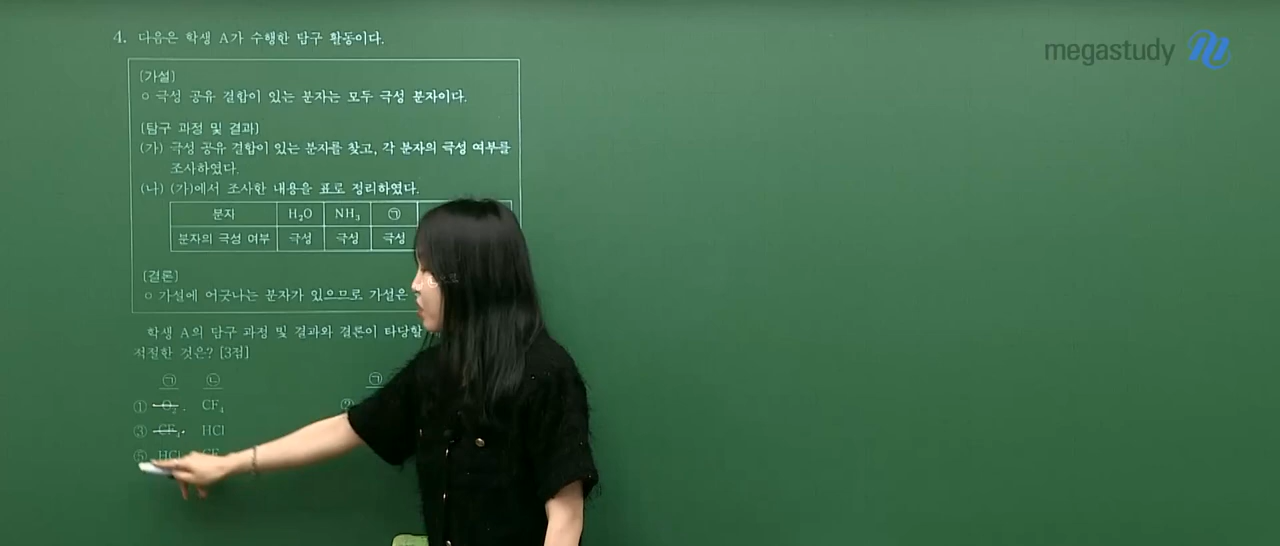 megastudy
4. 다음은 학생 A가 수행한 탐구 활동이다.
[가설]
○ 극성 공유 결합이 있는 분자는 모두 극성 분자이다.
[탐구 과정 및 결과]
(가) 극성 공유 결합이 있는 분자를 찾고, 각 분자의 극성 여부를
조사하였다.
(나) (가)에서 조사한 내용을 표로 정리하였다.
분자 H₂O NH₃ ㉠
분자의 극성 여부 극성 극성 극성
[결론]
○ 가설에 어긋나는 분자가 있으므로 가설은
학생 A의 탐구 과정 및 결과와 결론이 타당할
적절한 것은? [3점]
㉠ ㉡ ㉠
① O₂ CF₄ ②
③ CF₄ HCl
⑤ HCl CF